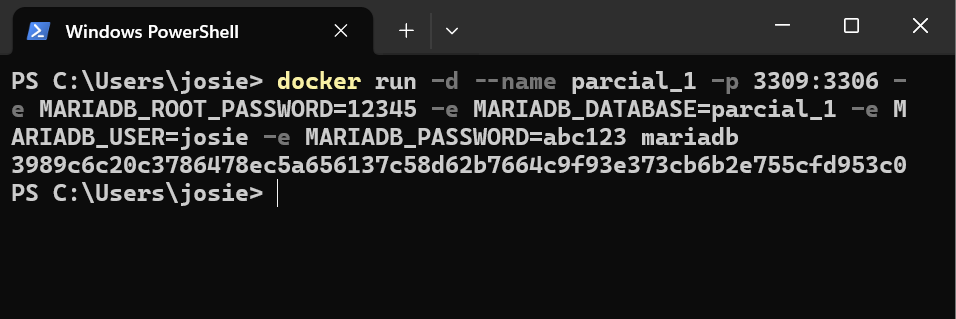 Windows PowerShell
PS C:\Users\josie> docker run -d --name parcial_1 -p 3309:3306 -
e MARIADB_ROOT_PASSWORD=12345 -e MARIADB_DATABASE=parcial_1 -e M
ARIADB_USER=josie -e MARIADB_PASSWORD=abc123 mariadb
3989c6c20c3786478ec5a656137c58d62b7664c9f93e373cb6b2e755cfd953c0
PS C:\Users\josie>